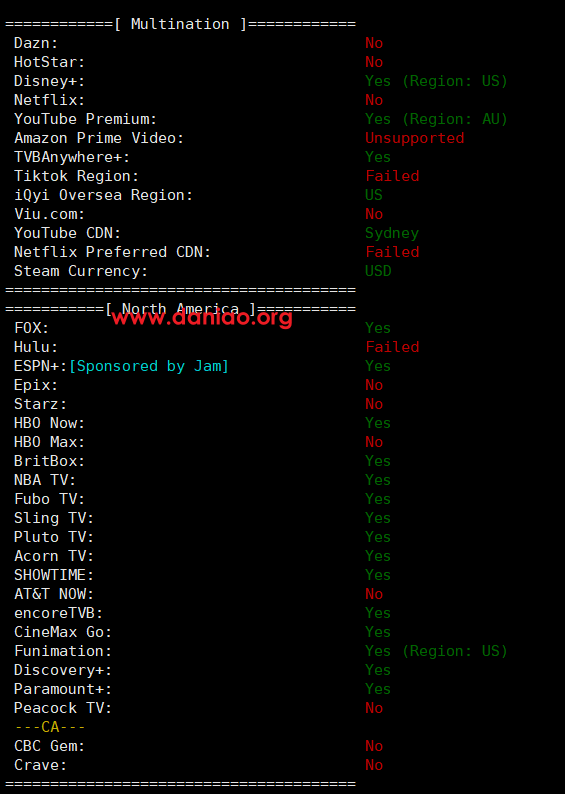 ============[ Multination ]============
Dazn: No
HotStar: No
Disney+: Yes (Region: US)
Netflix: No
YouTube Premium: Yes (Region: AU)
Amazon Prime Video: Unsupported
TVBAnywhere+: Yes
Tiktok Region: Failed
iQyi Oversea Region: US
Viu.com: No
YouTube CDN: Sydney
Netflix Preferred CDN: Failed
Steam Currency: USD
=======================================
===========[ North America ]===========
www.daniao.org
FOX: Yes
Hulu: Failed
ESPN+:[Sponsored by Jam] Yes
Epix: No
Starz: No
HBO Now: Yes
HBO Max: No
BritBox: Yes
NBA TV: Yes
Fubo TV: Yes
Sling TV: Yes
Pluto TV: Yes
Acorn TV: Yes
SHOWTIME: Yes
AT&T NOW: No
encoreTVB: Yes
CineMax Go: Yes
Funimation: Yes (Region: US)
Discovery+: Yes
Paramount+: Yes
Peacock TV: No
---CA---
CBC Gem: No
Crave: No
=======================================